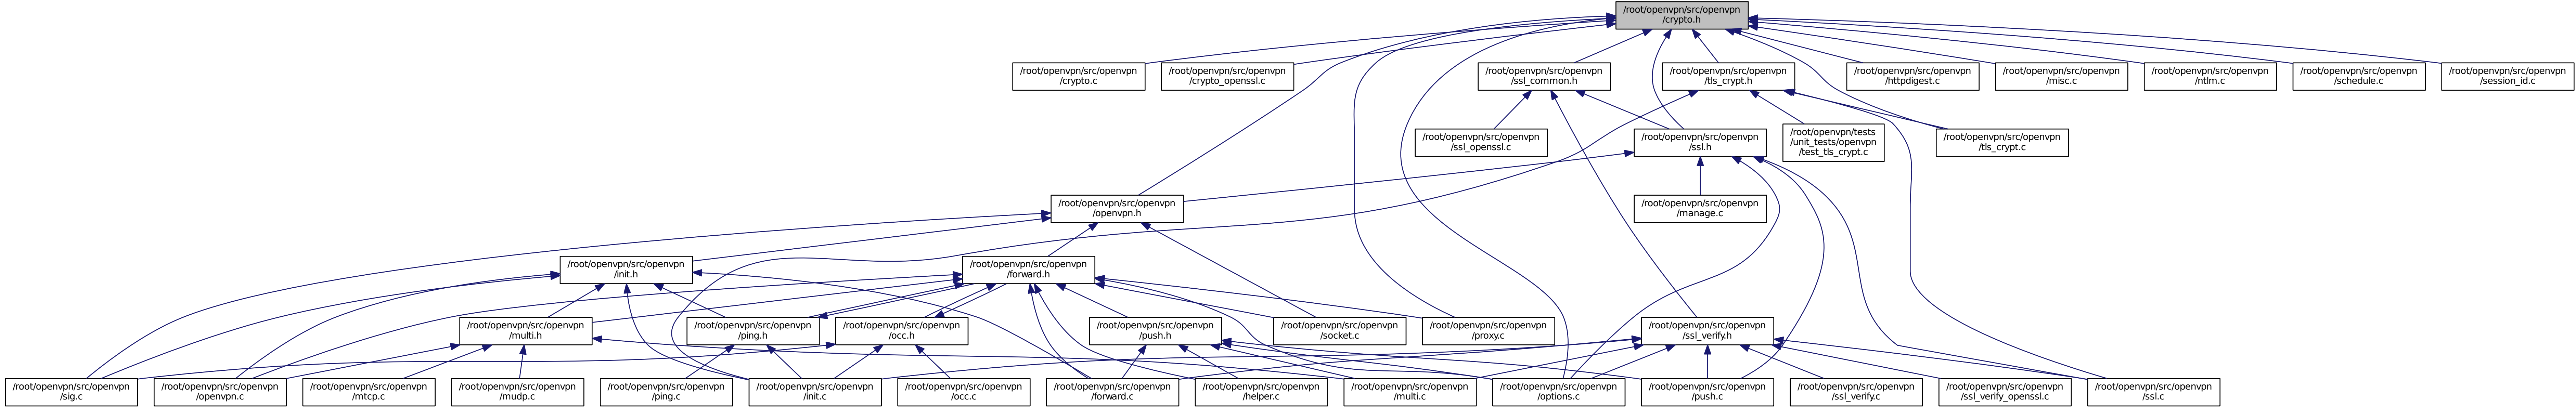 /root/openvpn/src/openvpn
/crypto.h
/root/openvpn/src/openvpn
/crypto.c
/root/openvpn/src/openvpn
/crypto_openssl.c
/root/openvpn/src/openvpn
/ssl_common.h
/root/openvpn/src/openvpn
/tls_crypt.h
/root/openvpn/src/openvpn
/httpdigest.c
/root/openvpn/src/openvpn
/misc.c
/root/openvpn/src/openvpn
/ntlm.c
/root/openvpn/src/openvpn
/schedule.c
/root/openvpn/src/openvpn
/session_id.c
/root/openvpn/src/openvpn
/ssl_openssl.c
/root/openvpn/src/openvpn
/ssl.h
/root/openvpn/tests
/unit_tests/openvpn
/test_tls_crypt.c
/root/openvpn/src/openvpn
/tls_crypt.c
/root/openvpn/src/openvpn
/openvpn.h
/root/openvpn/src/openvpn
/manage.c
/root/openvpn/src/openvpn
/init.h
/root/openvpn/src/openvpn
/forward.h
/root/openvpn/src/openvpn
/multi.h
/root/openvpn/src/openvpn
/ping.h
/root/openvpn/src/openvpn
/occ.h
/root/openvpn/src/openvpn
/push.h
/root/openvpn/src/openvpn
/socket.c
/root/openvpn/src/openvpn
/proxy.c
/root/openvpn/src/openvpn
/ssl_verify.h
/root/openvpn/src/openvpn
/sig.c
/root/openvpn/src/openvpn
/openvpn.c
/root/openvpn/src/openvpn
/mtcp.c
/root/openvpn/src/openvpn
/mudp.c
/root/openvpn/src/openvpn
/ping.c
/root/openvpn/src/openvpn
/init.c
/root/openvpn/src/openvpn
/occ.c
/root/openvpn/src/openvpn
/forward.c
/root/openvpn/src/openvpn
/helper.c
/root/openvpn/src/openvpn
/multi.c
/root/openvpn/src/openvpn
/options.c
/root/openvpn/src/openvpn
/push.c
/root/openvpn/src/openvpn
/ssl_verify.c
/root/openvpn/src/openvpn
/ssl_verify_openssl.c
/root/openvpn/src/openvpn
/ssl.c